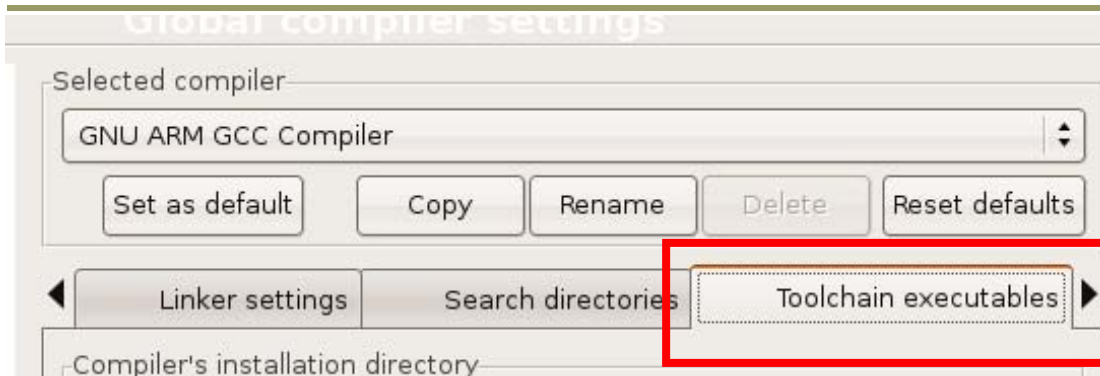 Global compiler settings
Selected compiler
GNU ARM GCC Compiler
Set as default Copy Rename Delete Reset defaults
Linker settings Search directories Toolchain executables
Compiler's installation directory